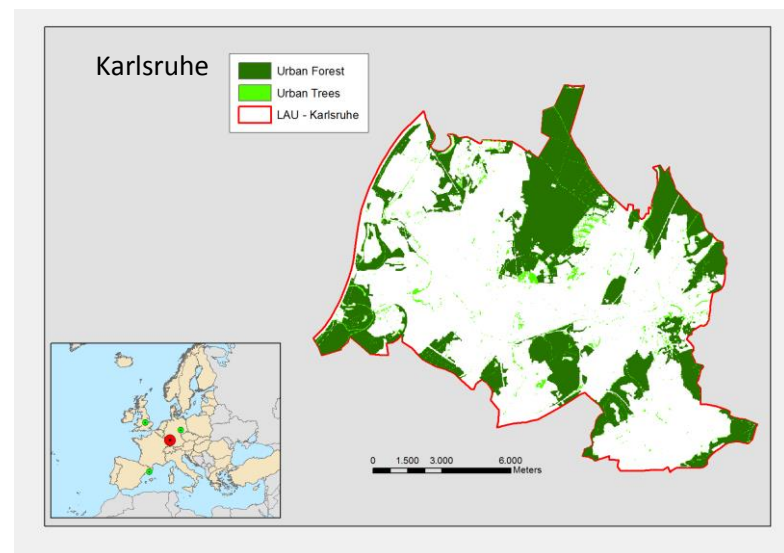 Karlsruhe
Urban Forest
Urban Trees
LAU - Karlsruhe
0 1.500 3.000 6.000
Meters